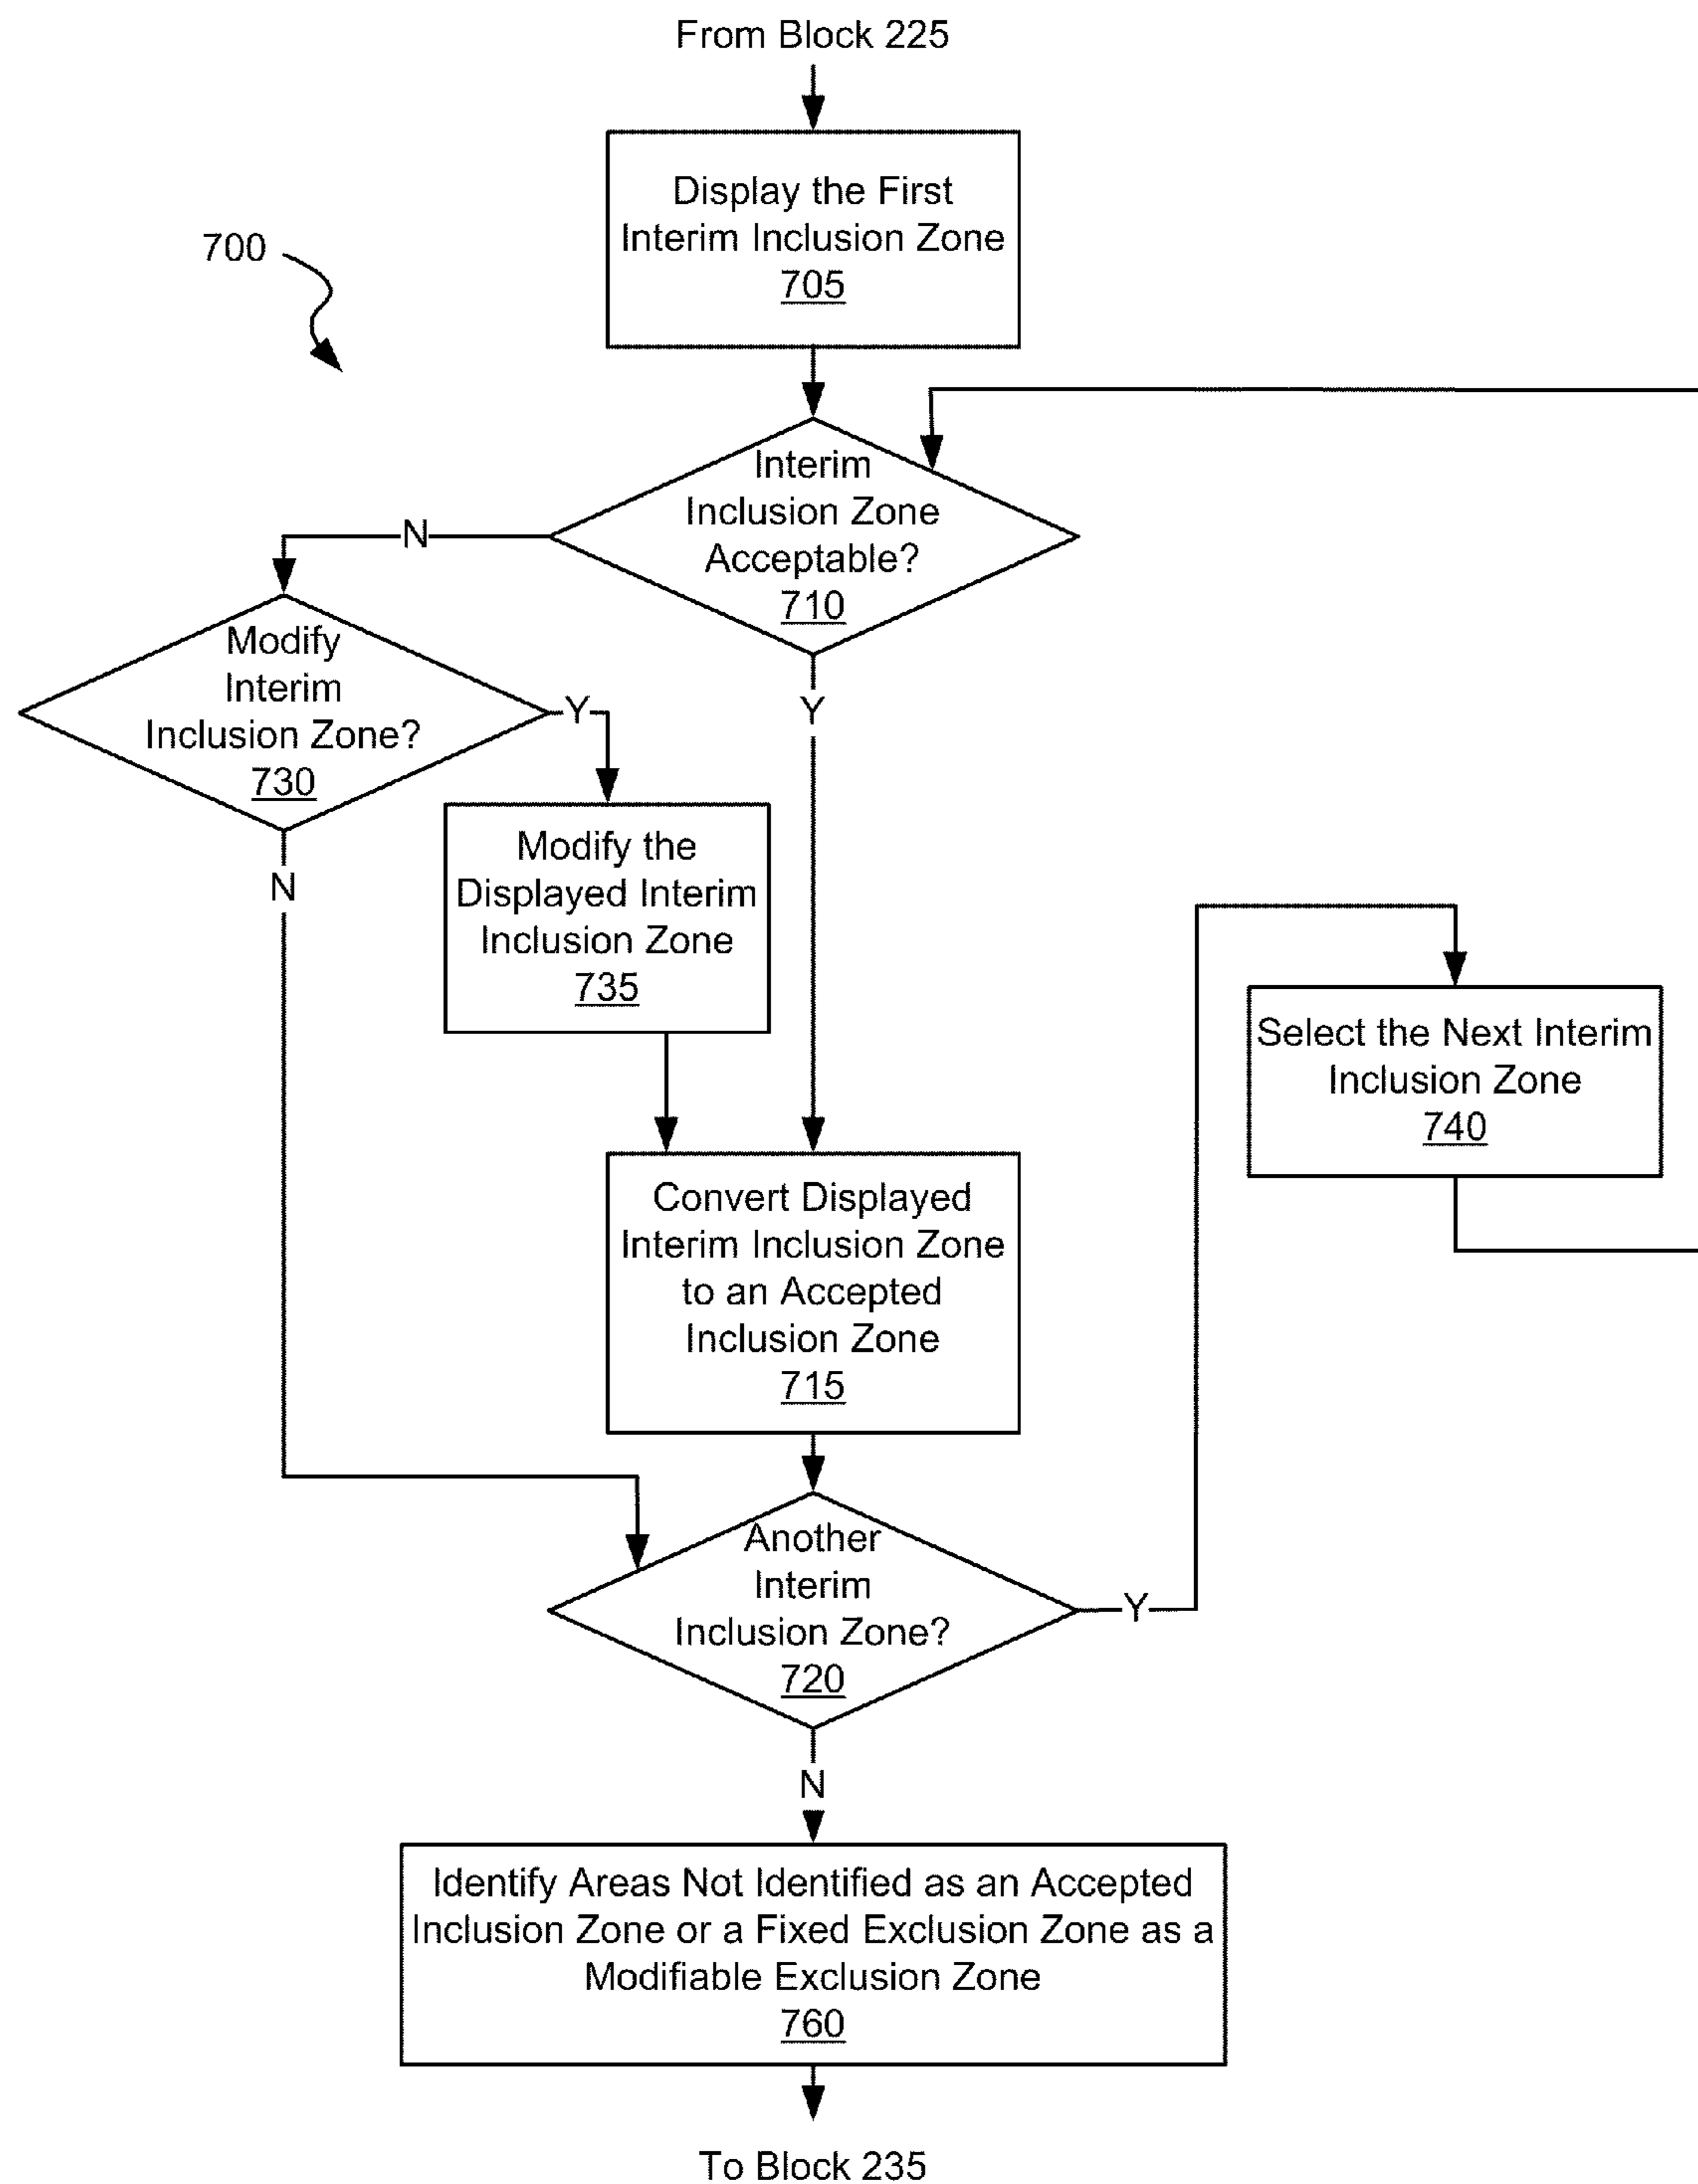 From Block 225
Display the First
Interim Inclusion Zone
705
700
Interim
Inclusion Zone
Acceptable?
710
N
Y
Modify
Interim
Inclusion Zone?
730
Y
N
Modify the
Displayed Interim
Inclusion Zone
735
Select the Next Interim
Inclusion Zone
740
Convert Displayed
Interim Inclusion Zone
to an Accepted
Inclusion Zone
715
Another
Interim
Inclusion Zone?
720
Y
N
Identify Areas Not Identified as an Accepted
Inclusion Zone or a Fixed Exclusion Zone as a
Modifiable Exclusion Zone
760
To Block 235